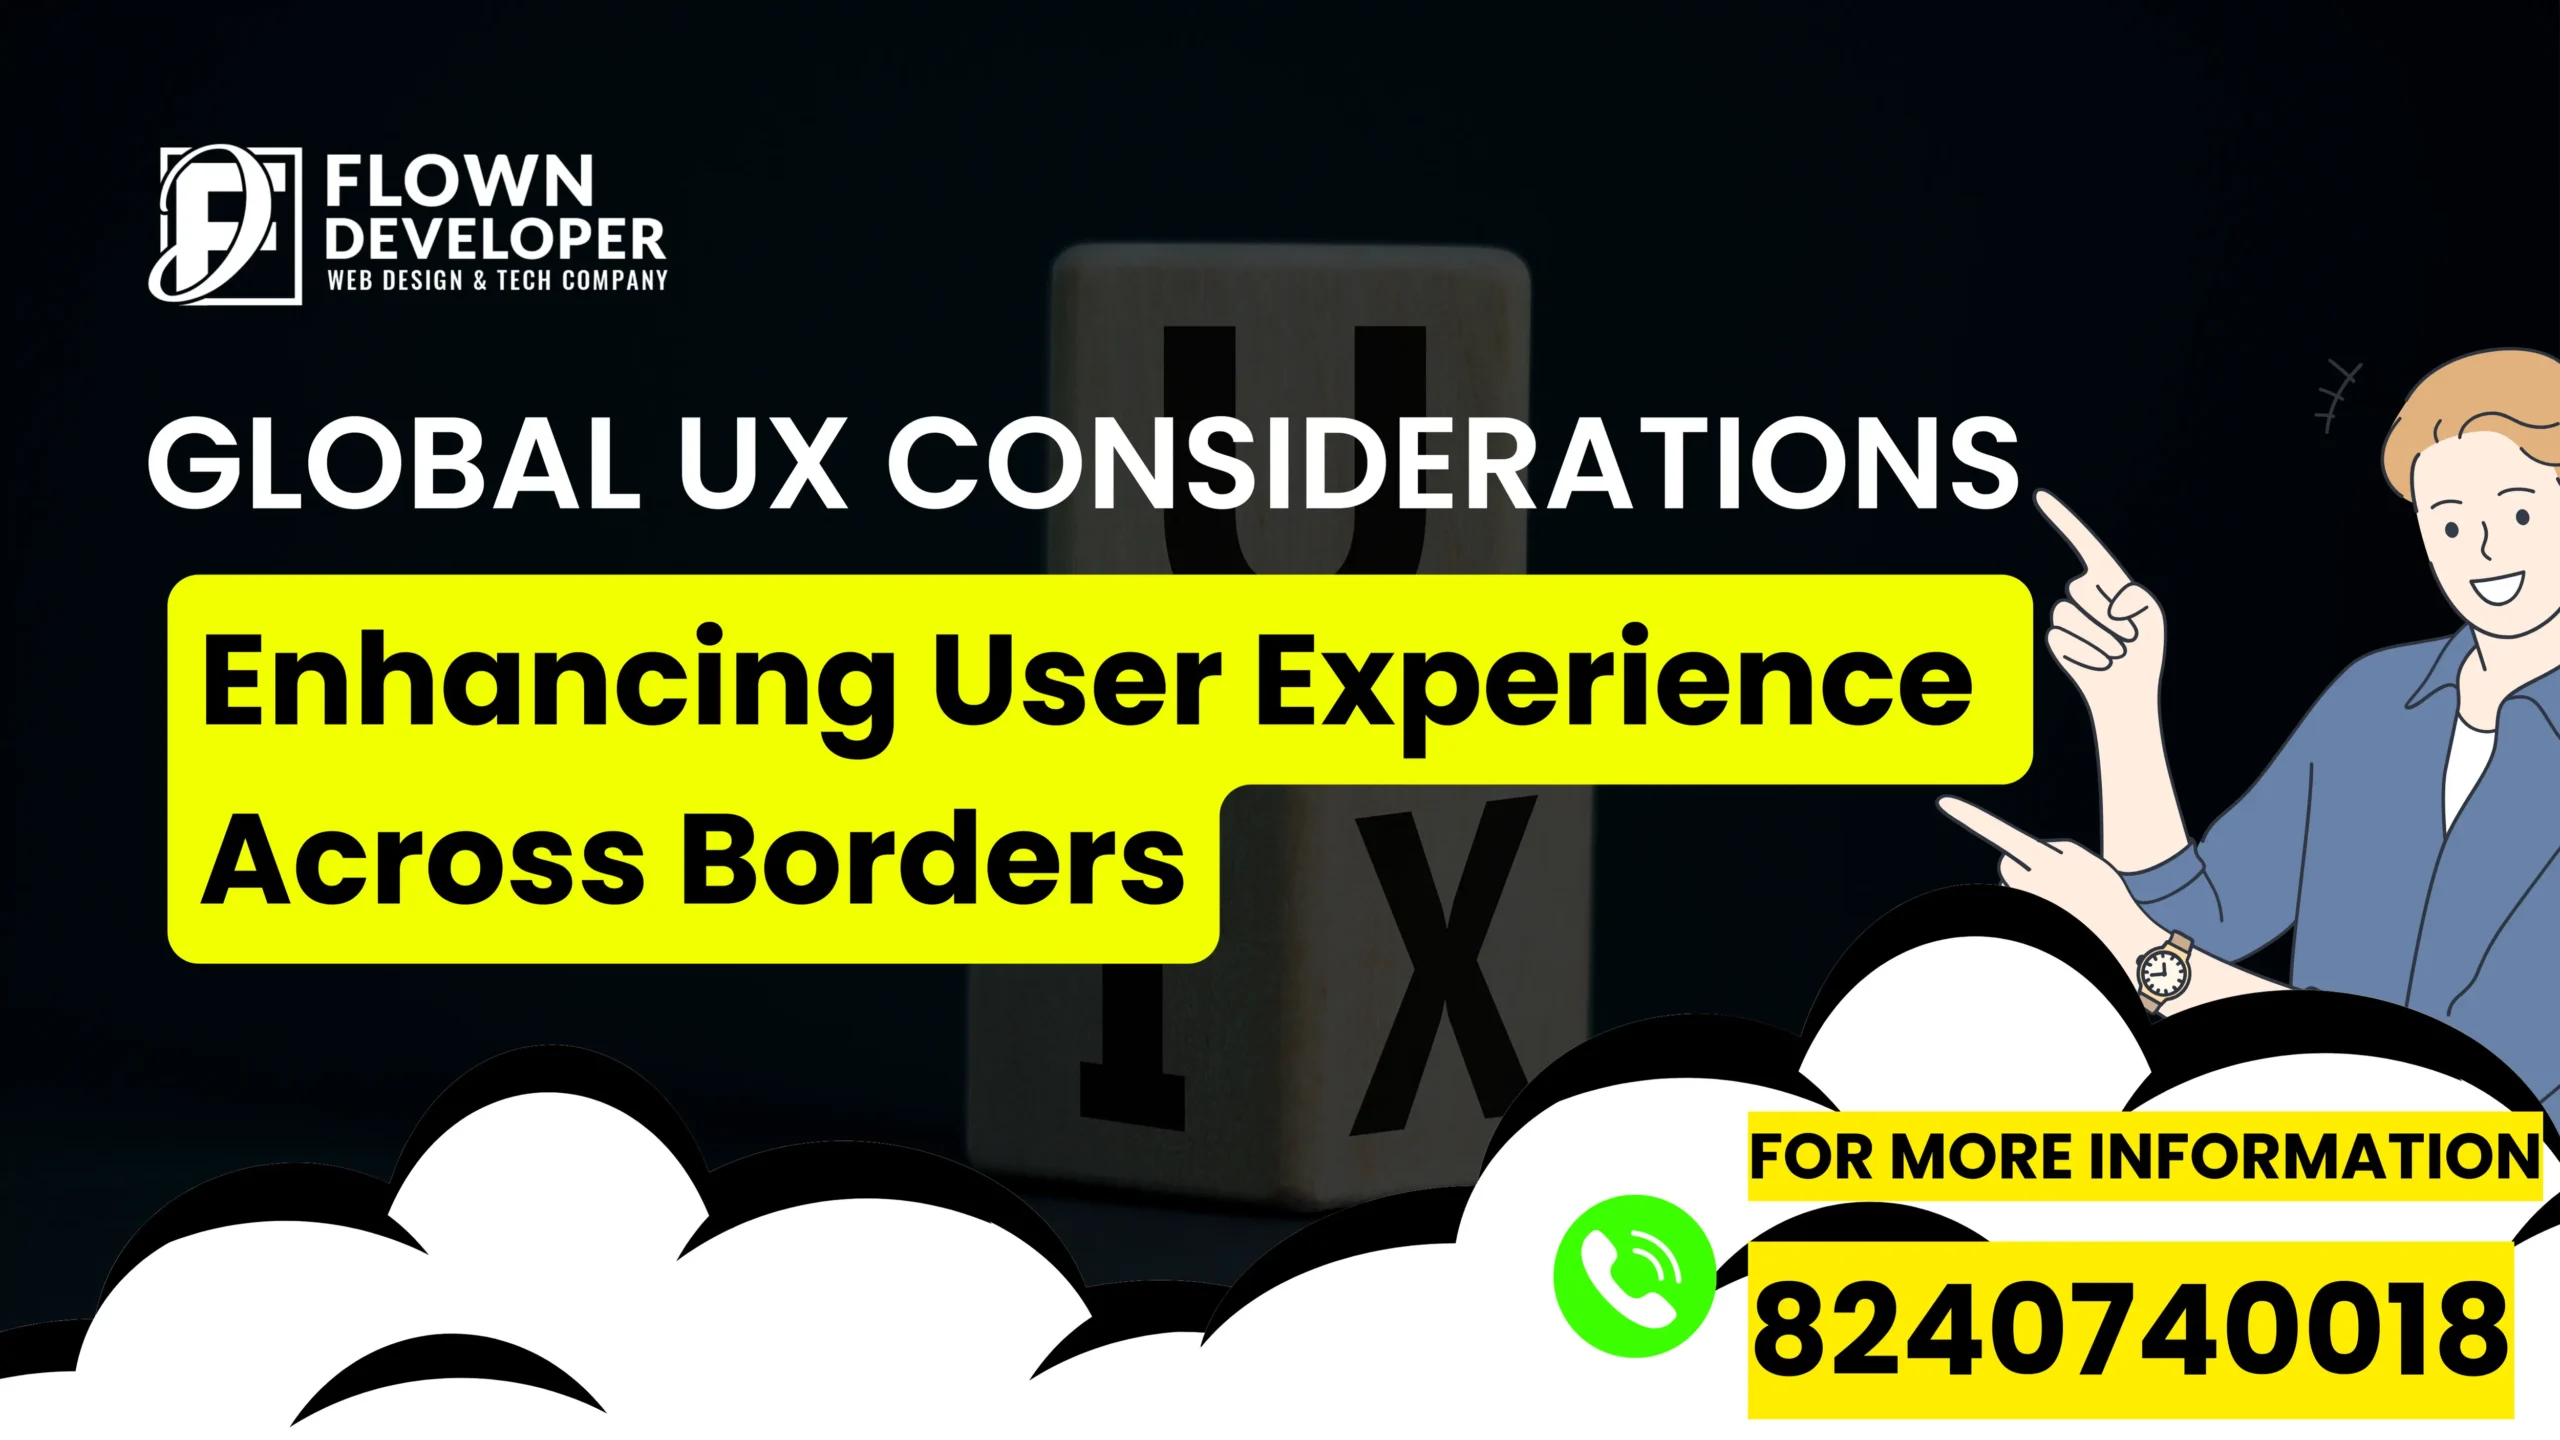 FLOWN
DEVELOPER
WEB DESIGN & TECH COMPANY
GLOBAL UX CONSIDERATIONS
Enhancing User Experience
Across Borders
U
I X
FOR MORE INFORMATION
8240740018